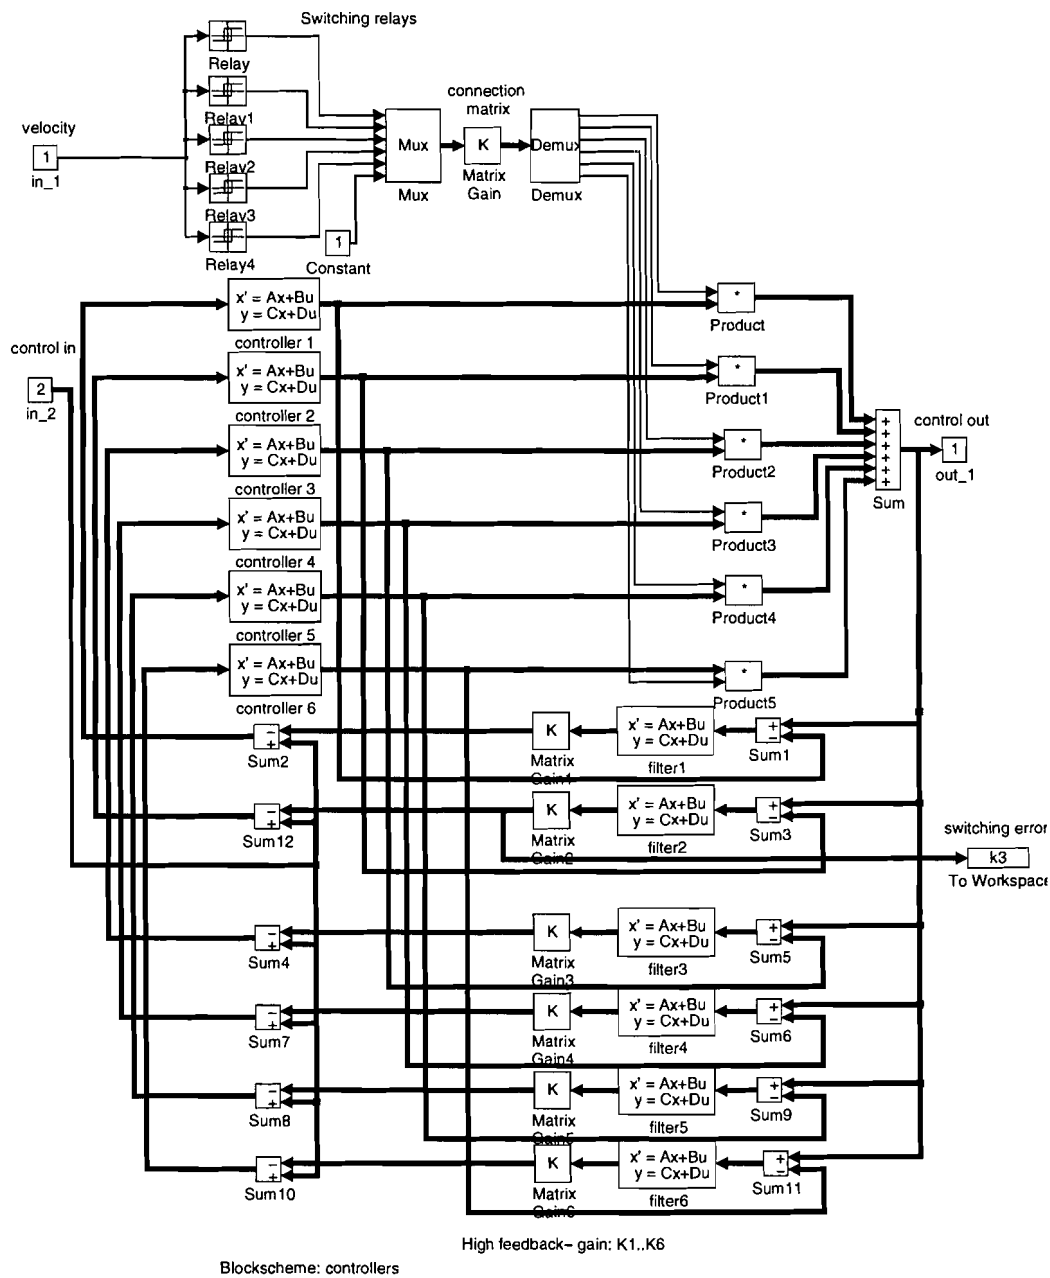 Switching relays
Relay
Relay1
Relay2
Relay3
Relay4
velocity
1
in_1
Mux
Mux
connection
matrix
K
Matrix
Gain
Demux
Demux
1
Constant
control in
2
in_2
x' = Ax+Bu
y = Cx+Du
controller 1
x' = Ax+Bu
y = Cx+Du
controller 2
x' = Ax+Bu
y = Cx+Du
controller 3
x' = Ax+Bu
y = Cx+Du
controller 4
x' = Ax+Bu
y = Cx+Du
controller 5
x' = Ax+Bu
y = Cx+Du
controller 6
*
Product
*
Product1
*
Product2
*
Product3
*
Product4
*
Product5
+
+
+
+
+
+
Sum
control out
1
out_1
−
+
Sum2
K
Matrix
Gain1
x' = Ax+Bu
y = Cx+Du
filter1
+
−
Sum1
−
+
Sum12
K
Matrix
Gain2
x' = Ax+Bu
y = Cx+Du
filter2
+
−
Sum3
switching error
k3
To Workspace
−
+
Sum4
K
Matrix
Gain3
x' = Ax+Bu
y = Cx+Du
filter3
+
−
Sum5
−
+
Sum7
K
Matrix
Gain4
x' = Ax+Bu
y = Cx+Du
filter4
+
−
Sum6
−
+
Sum8
K
Matrix
Gain5
x' = Ax+Bu
y = Cx+Du
filter5
+
−
Sum9
−
+
Sum10
K
Matrix
Gain6
x' = Ax+Bu
y = Cx+Du
filter6
+
−
Sum11
High feedback− gain: K1..K6
Blockscheme: controllers